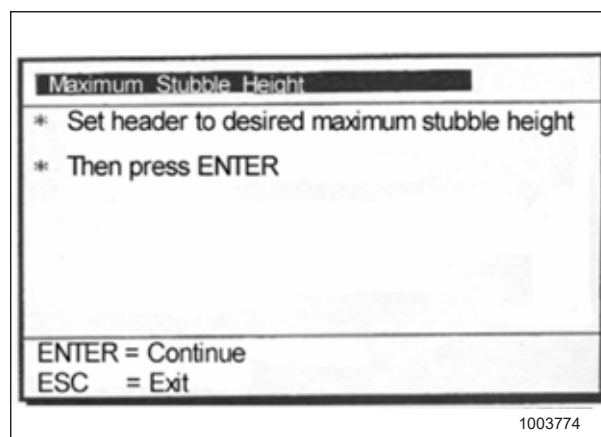 Maximum Stubble Height
* Set header to desired maximum stubble height
* Then press ENTER
ENTER = Continue
ESC = Exit
1003774